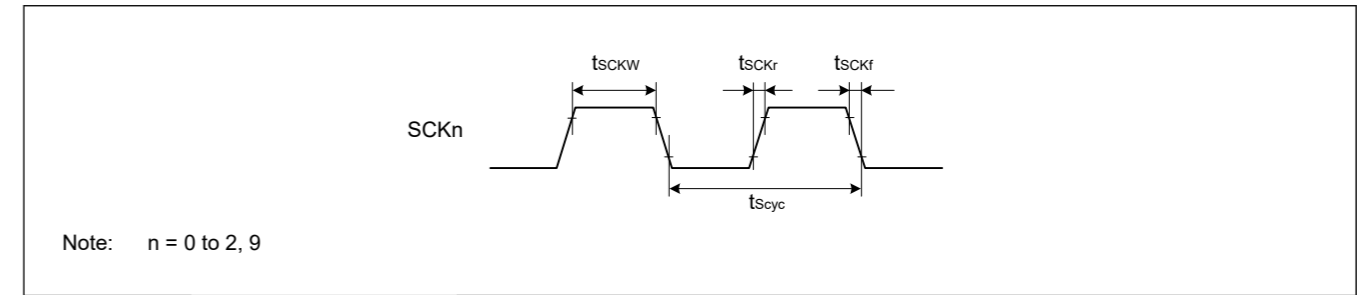 tSCKW tSCKr tSCKf
SCKn
tScyc
Note: n = 0 to 2, 9